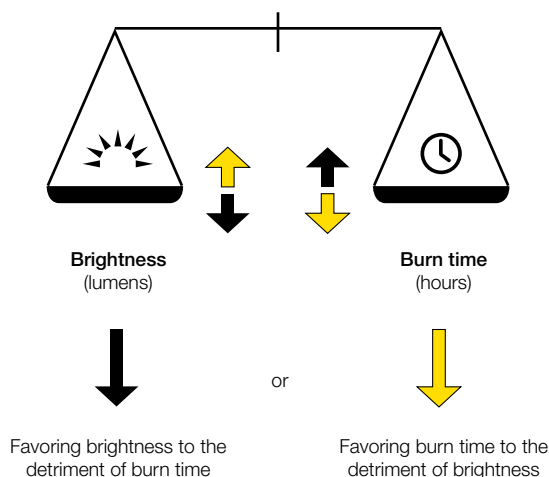 Brightness
(lumens)
Burn time
(hours)
or
Favoring brightness to the
detriment of burn time
Favoring burn time to the
detriment of brightness